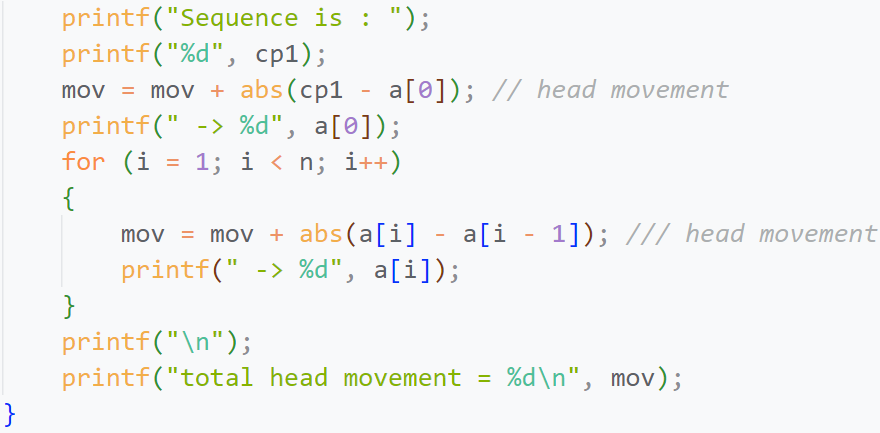 printf("Sequence is : ");
printf("%d", cp1);
mov = mov + abs(cp1 - a[0]); // head movement
printf(" -> %d", a[0]);
for (i = 1; i < n; i++)
{
mov = mov + abs(a[i] - a[i - 1]); /// head movement
printf(" -> %d", a[i]);
}
printf("\n");
printf("total head movement = %d\n", mov);
}